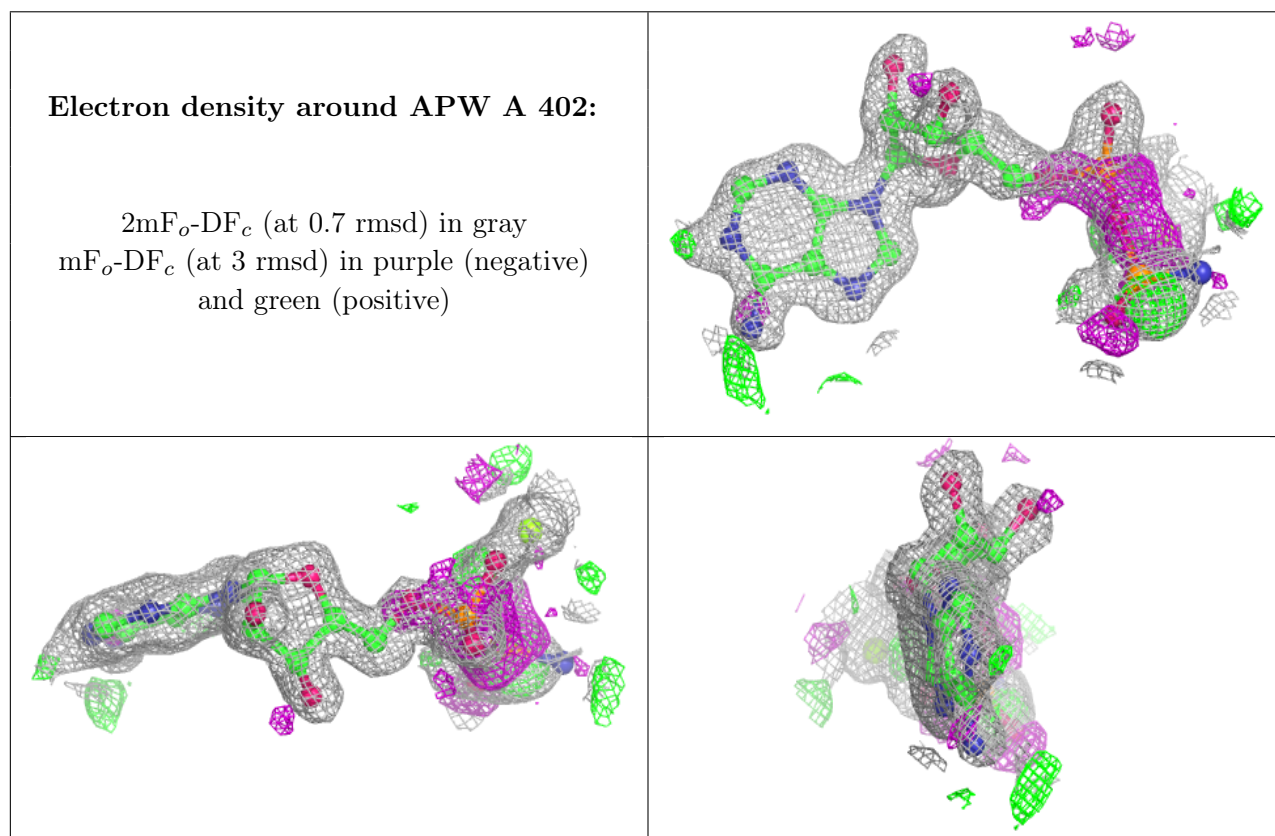 Electron density around APW A 402:
2mFₒ-DF𝒸 (at 0.7 rmsd) in gray
mFₒ-DF𝒸 (at 3 rmsd) in purple (negative)
and green (positive)